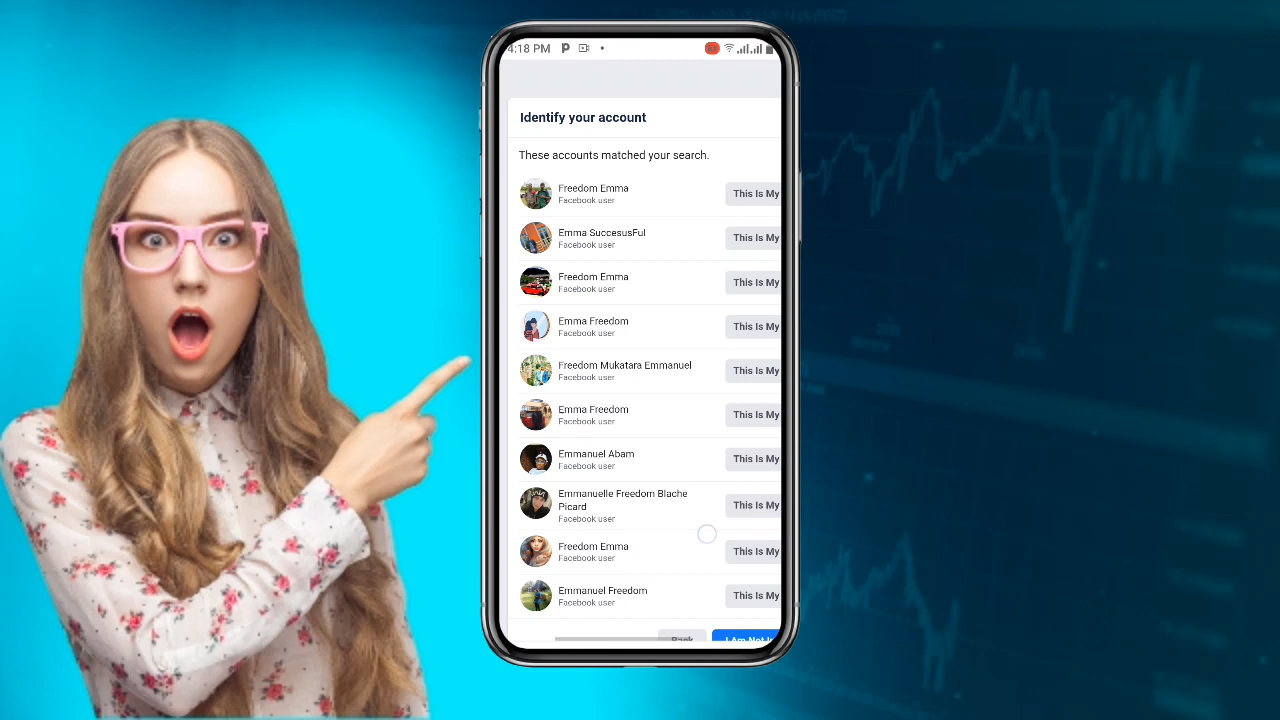 4:18 PM
Identify your account
These accounts matched your search.
Freedom Emma
Facebook user
This Is My
Emma SuccesusFul
Facebook user
This Is My
Freedom Emma
Facebook user
This Is My
Emma Freedom
Facebook user
This Is My
Freedom Mukatara Emmanuel
Facebook user
This Is My
Emma Freedom
Facebook user
This Is My
Emmanuel Abam
Facebook user
This Is My
Emmanuelle Freedom Blache
Picard
Facebook user
This Is My
Freedom Emma
Facebook user
This Is My
Emmanuel Freedom
Facebook user
This Is My
Back
I Am Not